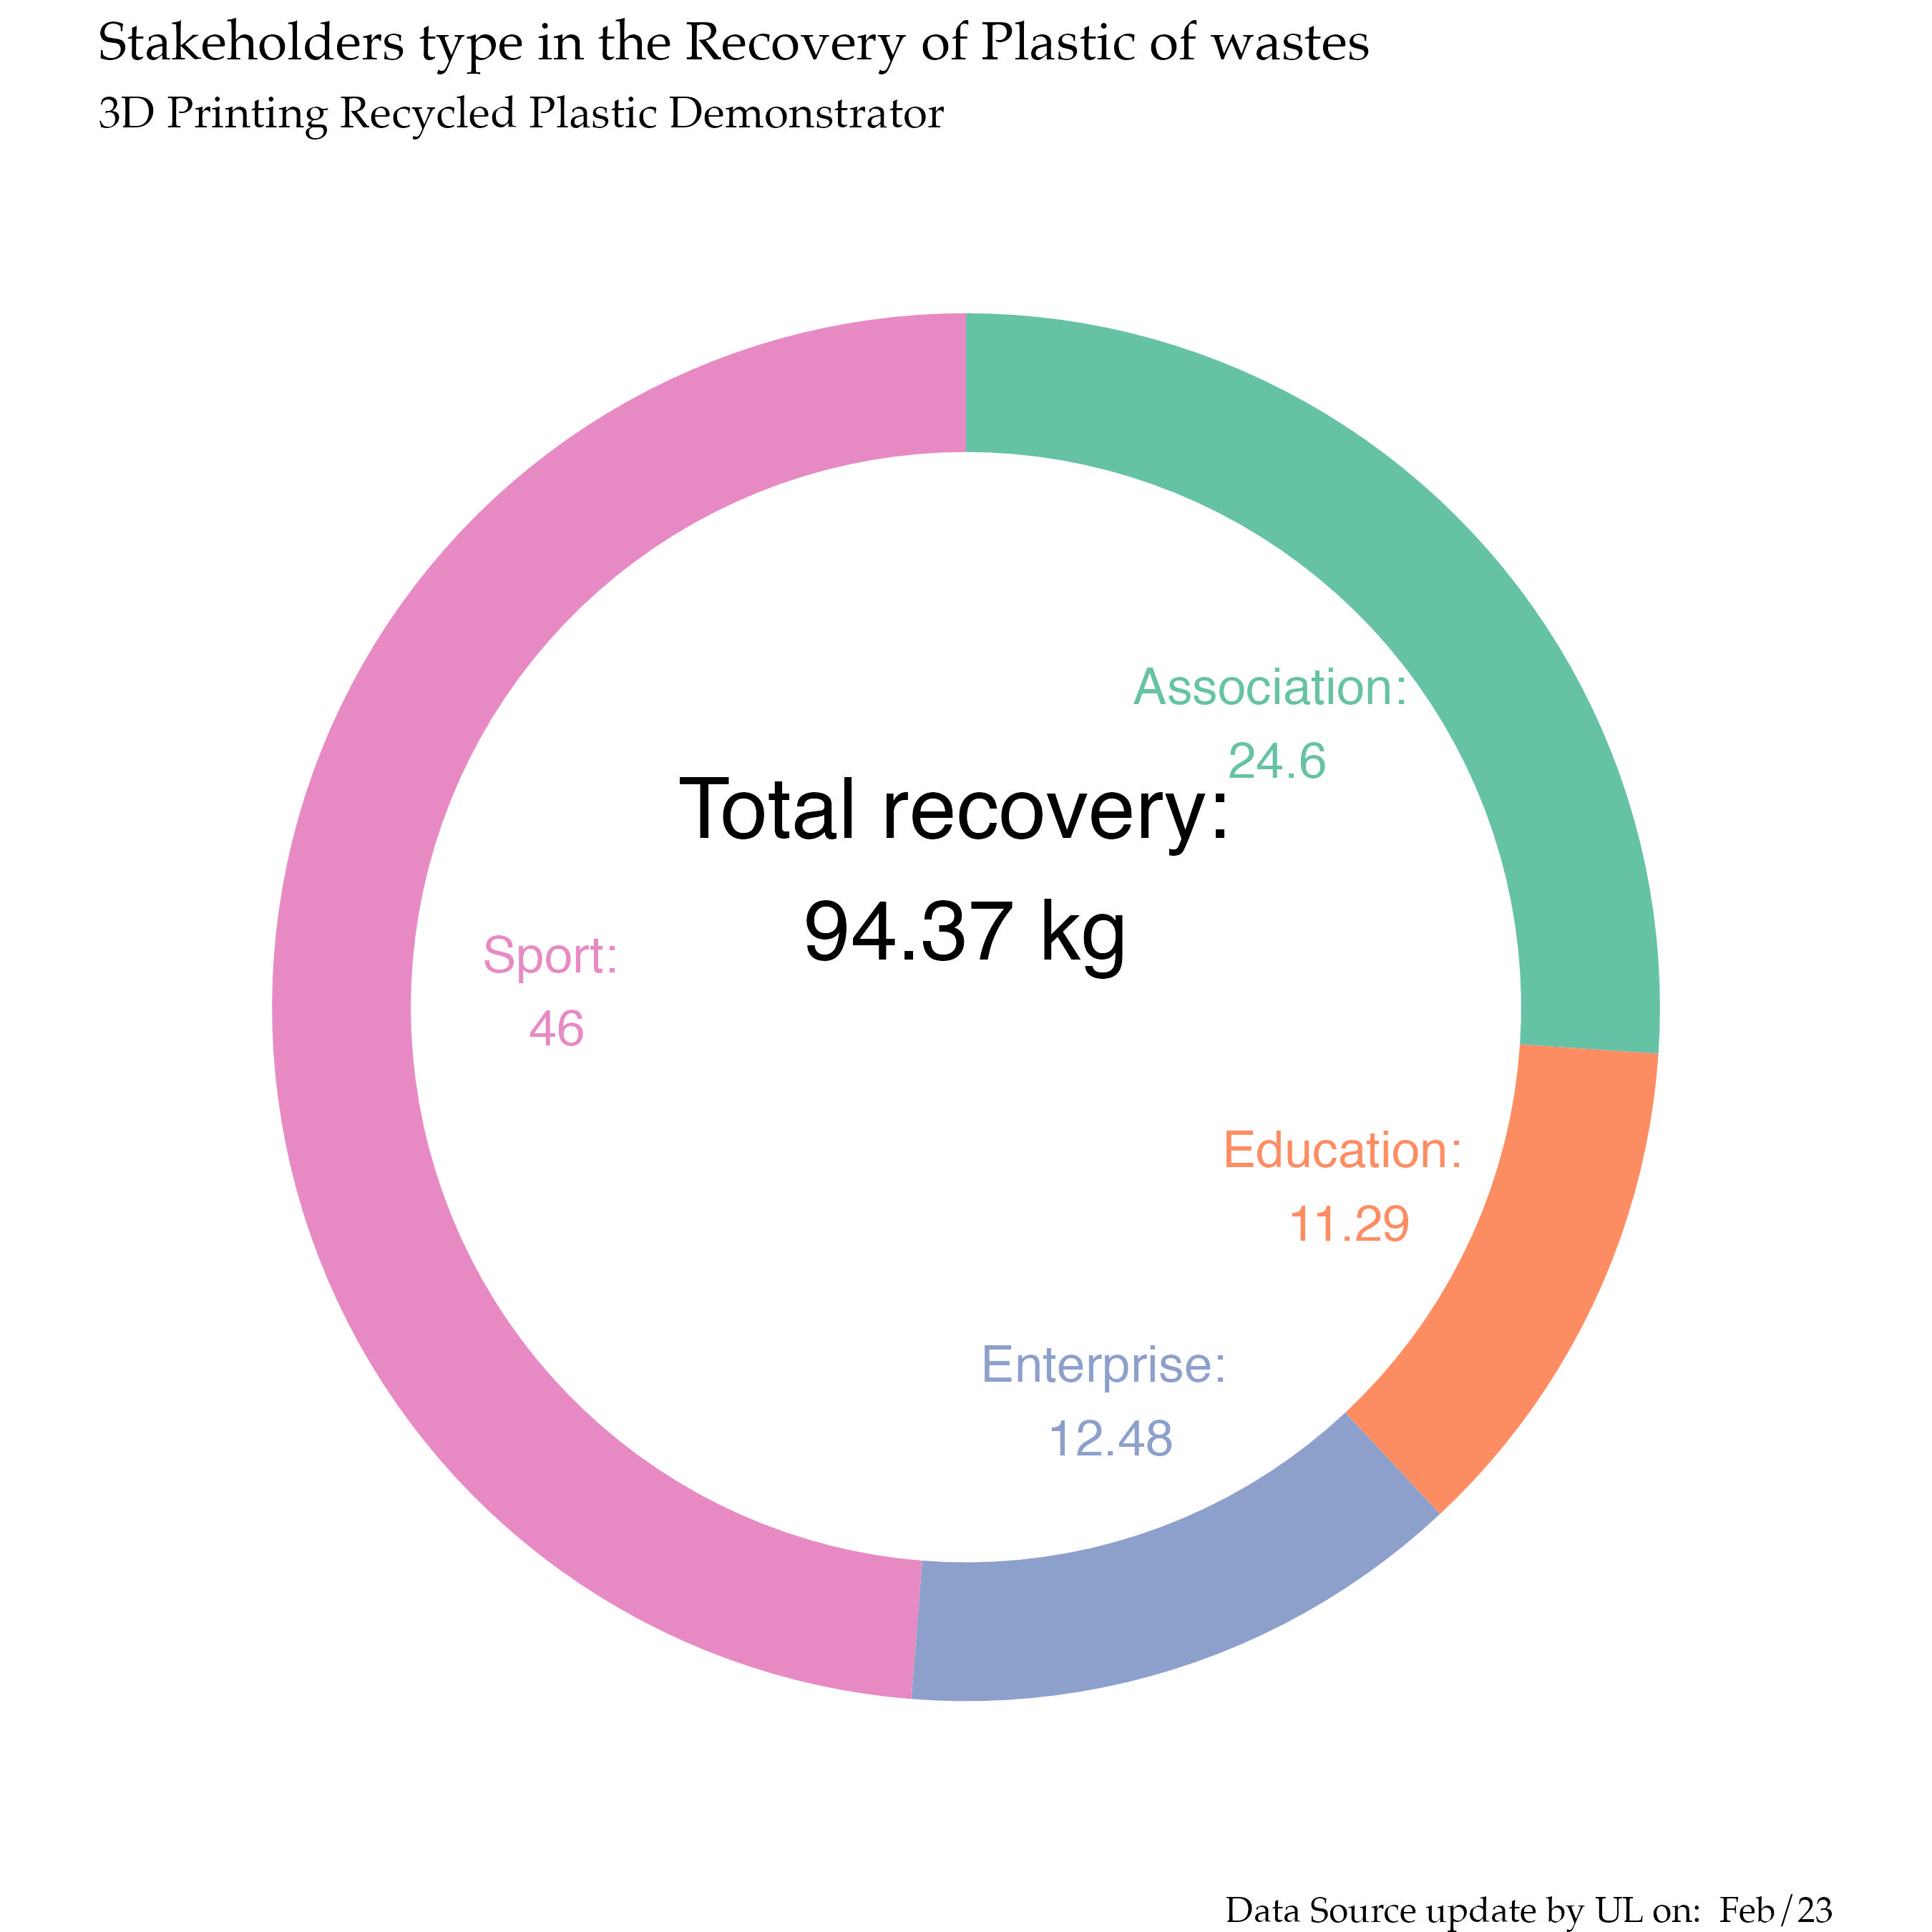 Stakeholders type in the Recovery of Plastic of wastes
3D Printing Recycled Plastic Demonstrator
Association:
24.6
Total recovery:
94.37 kg
Sport:
46
Education:
11.29
Enterprise:
12.48
Data Source update by UL on: Feb/23